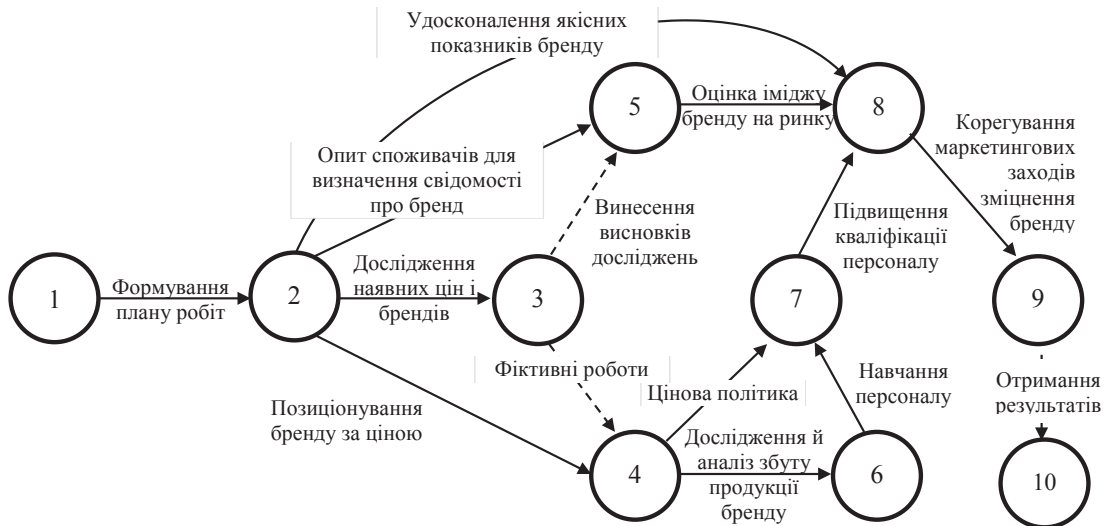 Удосконалення якісних
показників бренду
5
Оцінка іміджу
бренду на ринку
8
Корегування
маркетингових
заходів
зміцнення
бренду
Опит споживачів для
визначення свідомості
про бренд
Винесення
висновків
досліджень
Підвищення
кваліфікації
персоналу
1
Формування
плану робіт
2
Дослідження
наявних цін і
брендів
3
7
9
Фіктивні роботи
Позиціонування
бренду за ціною
Цінова політика
Навчання
персоналу
Отримання
результатів
4
Дослідження й
аналіз збуту
продукції
бренду
6
10